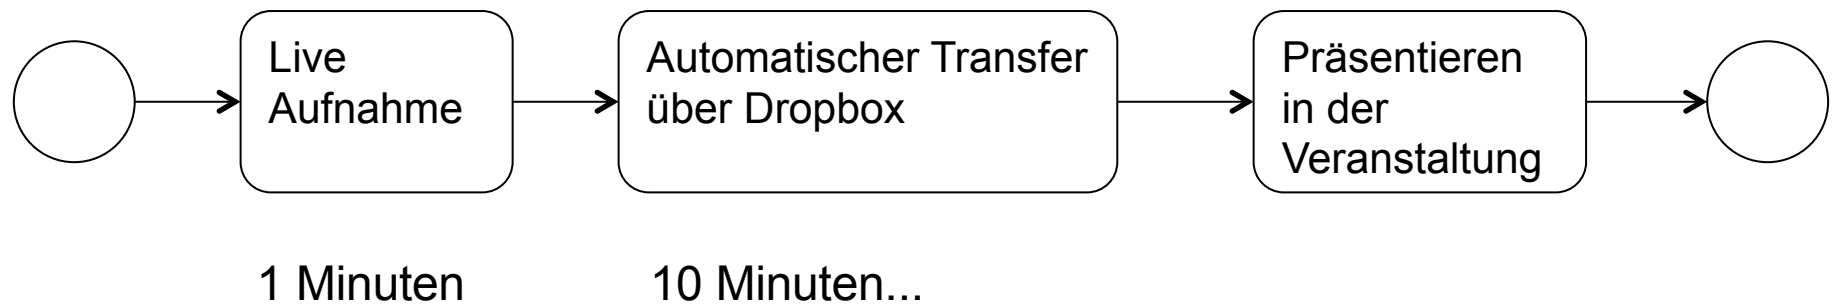 Live
Aufnahme
Automatischer Transfer
über Dropbox
Präsentieren
in der
Veranstaltung
1 Minuten
10 Minuten...